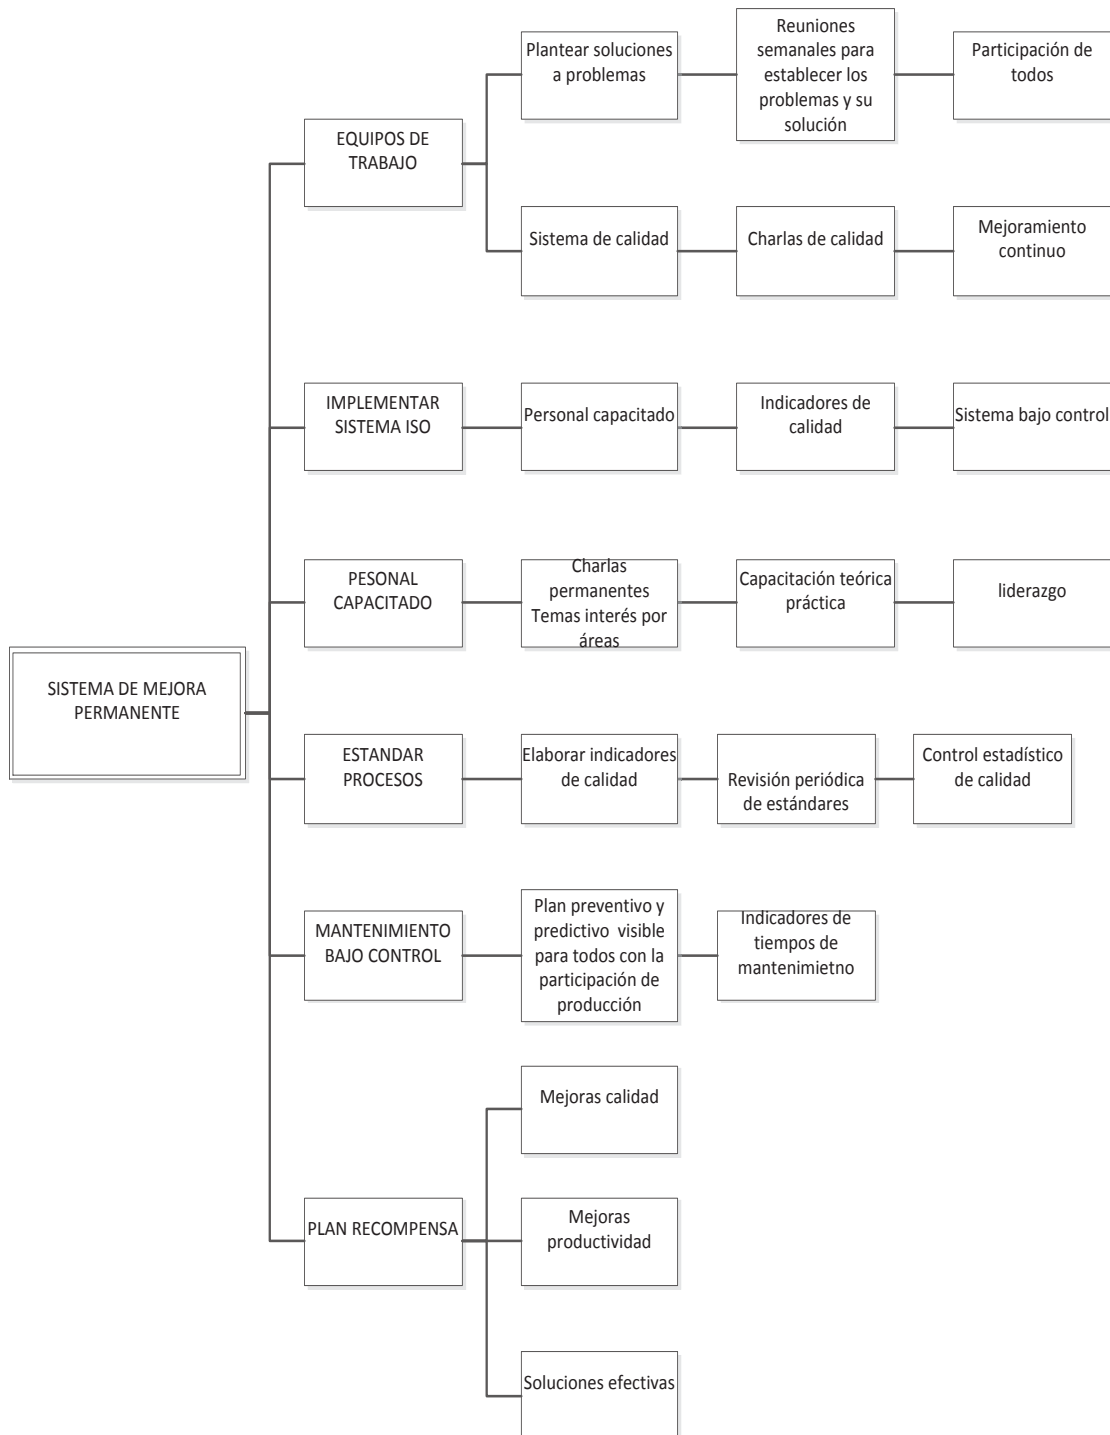 Plantear soluciones
a problemas
Reuniones
semanales para
establecer los
problemas y su
solución
Participación de
todos
EQUIPOS DE
TRABAJO
Sistema de calidad
Charlas de calidad
Mejoramiento
continuo
IMPLEMENTAR
SISTEMA ISO
Personal capacitado
Indicadores de
calidad
Sistema bajo control
PESONAL
CAPACITADO
Charlas
permanentes
Temas interés por
áreas
Capacitación teórica
práctica
liderazgo
SISTEMA DE MEJORA
PERMANENTE
ESTANDAR
PROCESOS
Elaborar indicadores
de calidad
Revisión periódica
de estándares
Control estadístico
de calidad
MANTENIMIENTO
BAJO CONTROL
Plan preventivo y
predictivo visible
para todos con la
participación de
producción
Indicadores de
tiempos de
mantenimietno
Mejoras calidad
PLAN RECOMPENSA
Mejoras
productividad
Soluciones efectivas